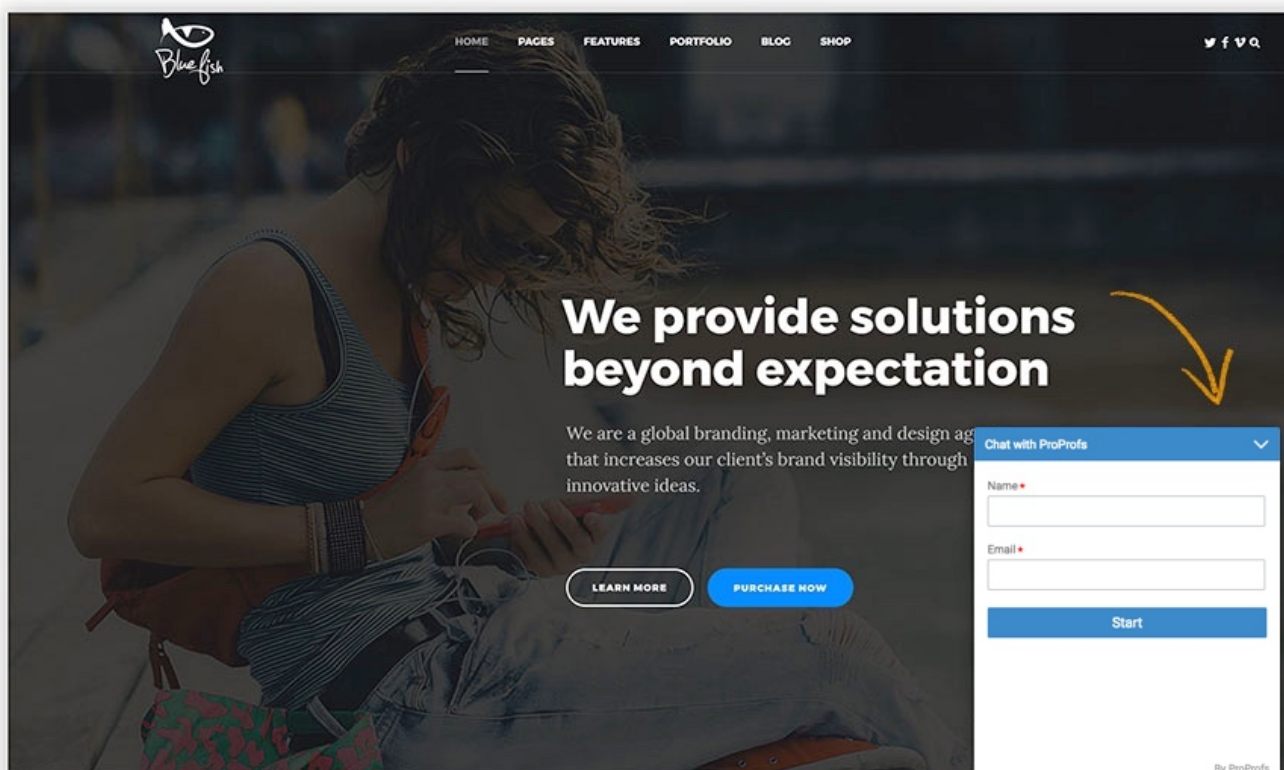 Blue fish
HOME PAGES FEATURES PORTFOLIO BLOG SHOP
We provide solutions
beyond expectation
We are a global branding, marketing and design ag
that increases our client's brand visibility through
innovative ideas.
LEARN MORE PURCHASE NOW
Chat with ProProfs
Name*
Email*
Start
By ProProfs